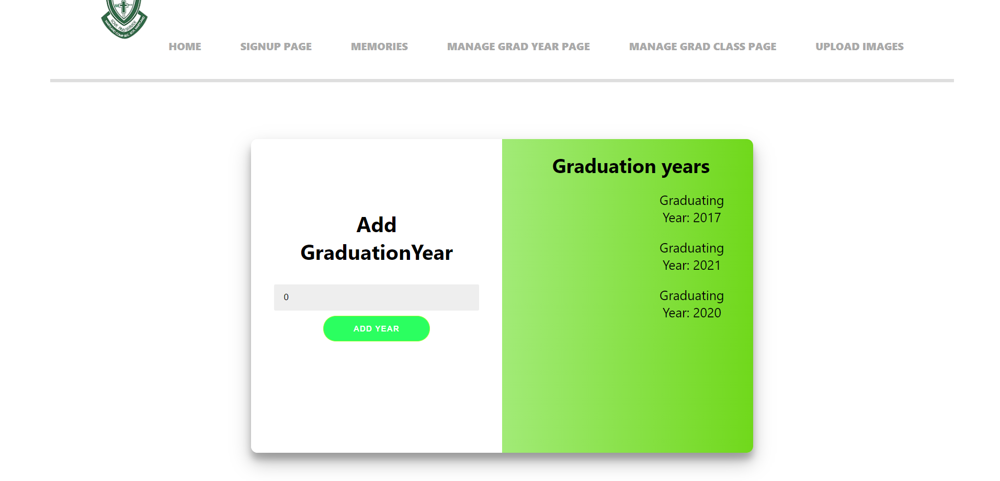 LOVE AND SERVICE
MARYLAND COMP. SEC. SCH. MARYLAND
HOME
SIGNUP PAGE
MEMORIES
MANAGE GRAD YEAR PAGE
MANAGE GRAD CLASS PAGE
UPLOAD IMAGES
Add
GraduationYear
0
ADD YEAR
Graduation years
Graduating
Year: 2017
Graduating
Year: 2021
Graduating
Year: 2020